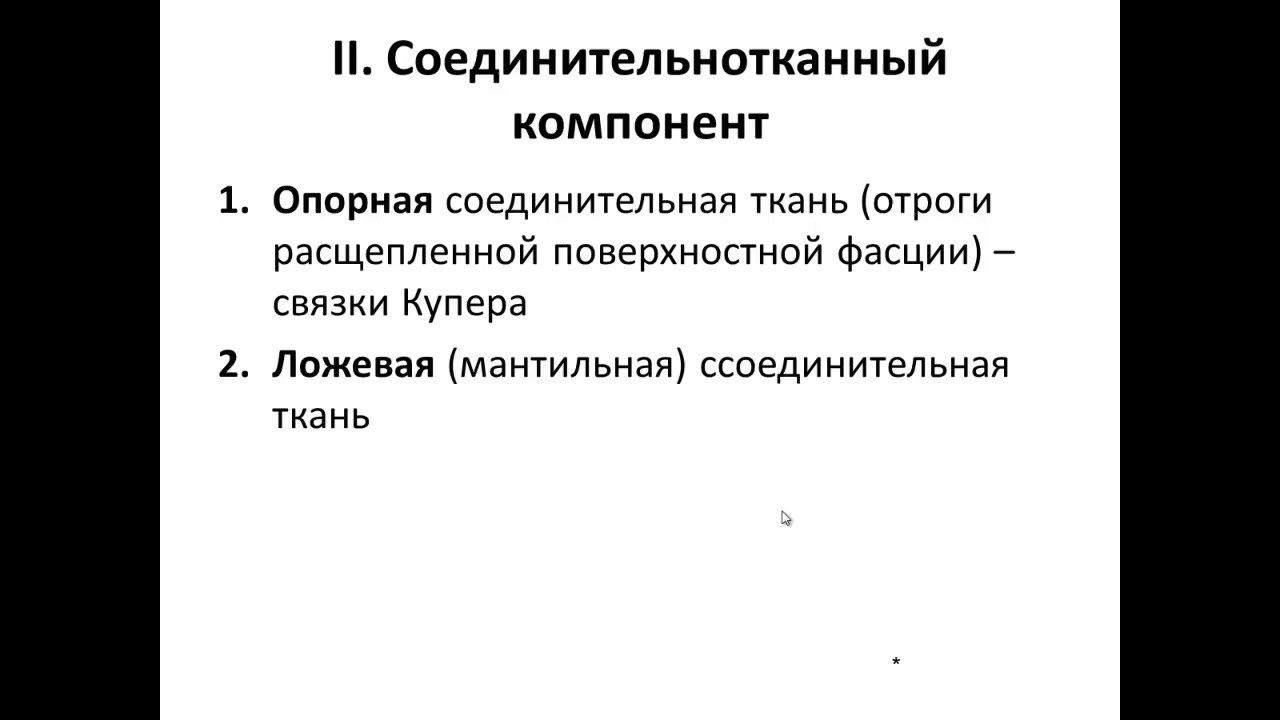 II. Соединительнотканный
компонент
1. Опорная соединительная ткань (отроги
расщепленной поверхностной фасции) –
связки Купера
2. Ложевая (мантильная) ссоединительная
ткань
*